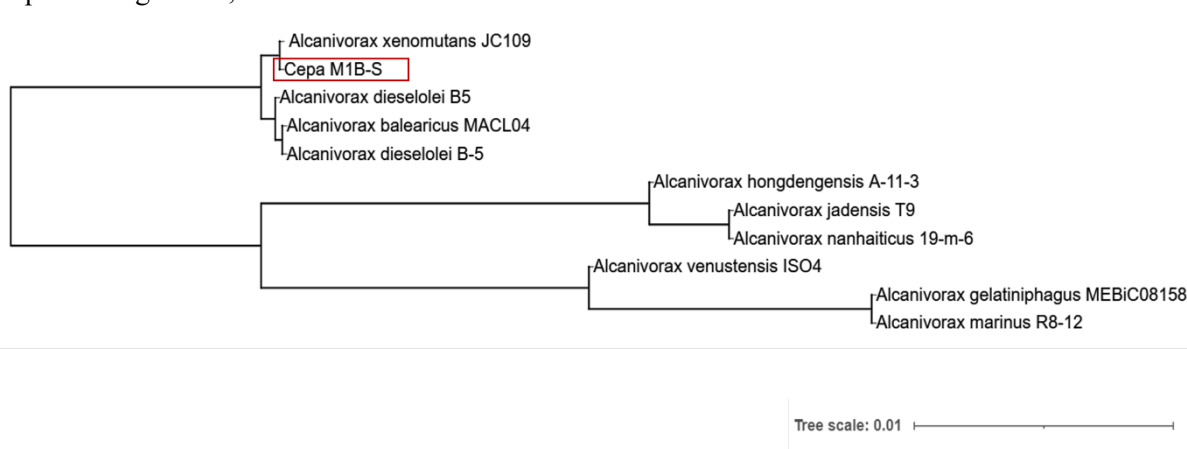 Alcanivorax xenomutans JC109
Cepa M1B-S
Alcanivorax dieselolei B5
Alcanivorax balearicus MACL04
Alcanivorax dieselolei B-5
Alcanivorax hongdengensis A-11-3
Alcanivorax jadensis T9
Alcanivorax nanhaiticus 19-m-6
Alcanivorax venustensis ISO4
Alcanivorax gelatiniphagus MEBiC08158
Alcanivorax marinus R8-12
Tree scale: 0.01